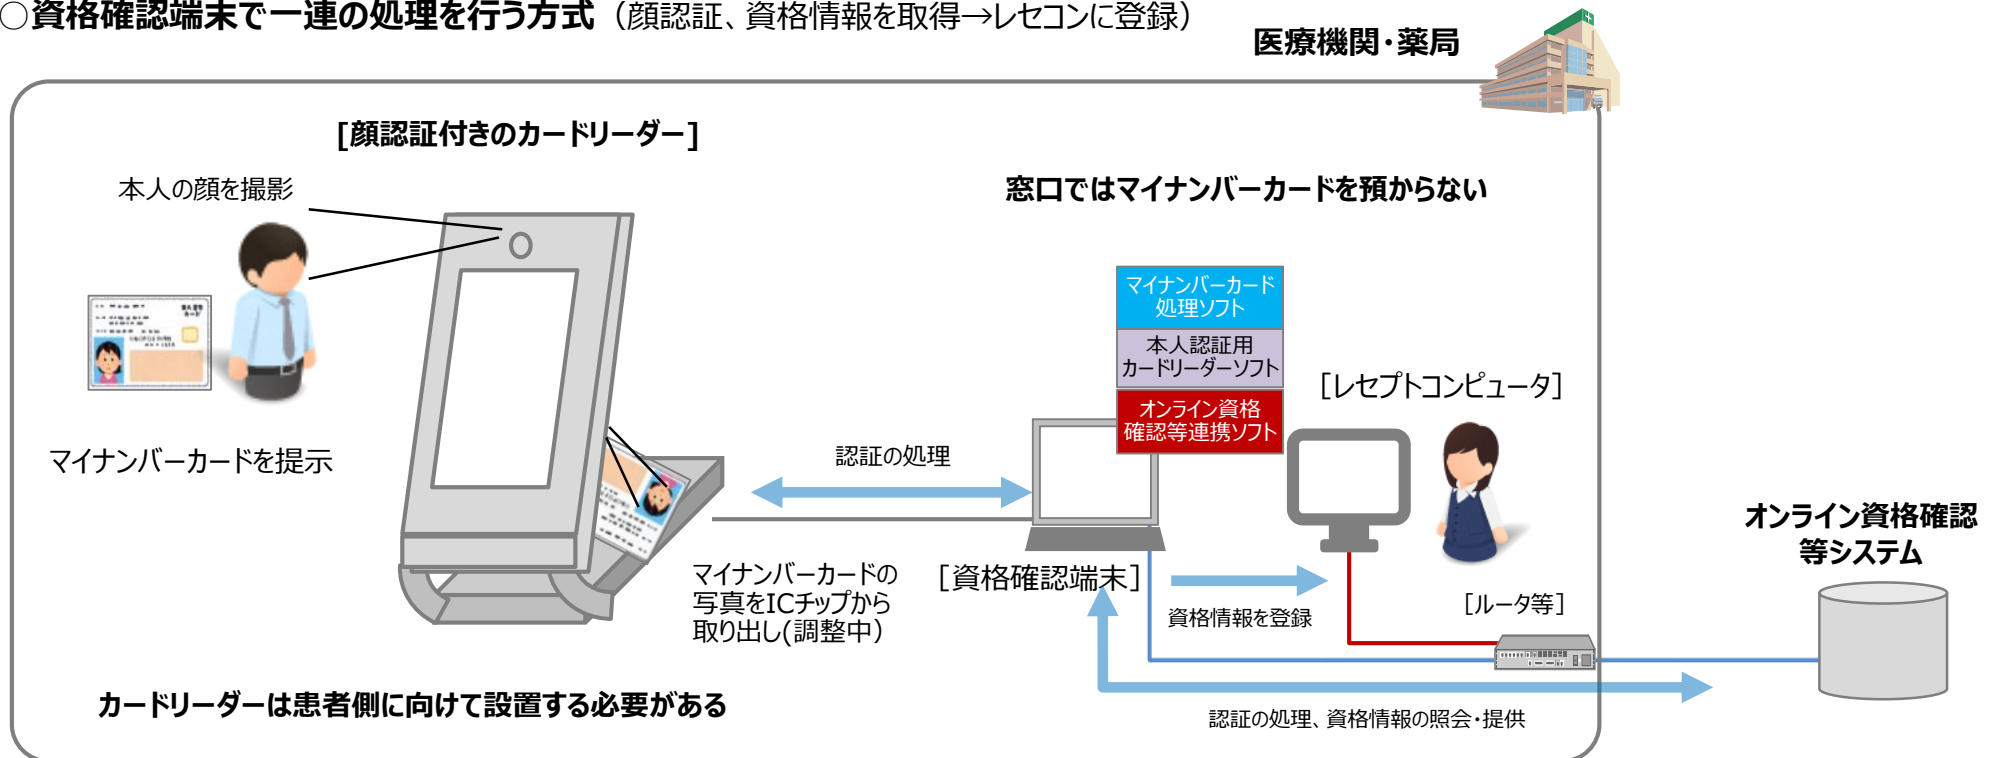 ○資格確認端末で一連の処理を行う方式（顔認証、資格情報を取得→レセコンに登録）
医療機関・薬局
[顔認証付きのカードリーダー]
本人の顔を撮影
窓口ではマイナンバーカードを預からない
マイナンバーカード
処理ソフト
本人認証用
カードリーダーソフト
オンライン資格
確認等連携ソフト
［レセプトコンピュータ］
マイナンバーカードを提示
認証の処理
オンライン資格確認
等システム
マイナンバーカードの
写真をICチップから
取り出し(調整中）
［資格確認端末］
資格情報を登録
［ルータ等］
カードリーダーは患者側に向けて設置する必要がある
認証の処理、資格情報の照会・提供